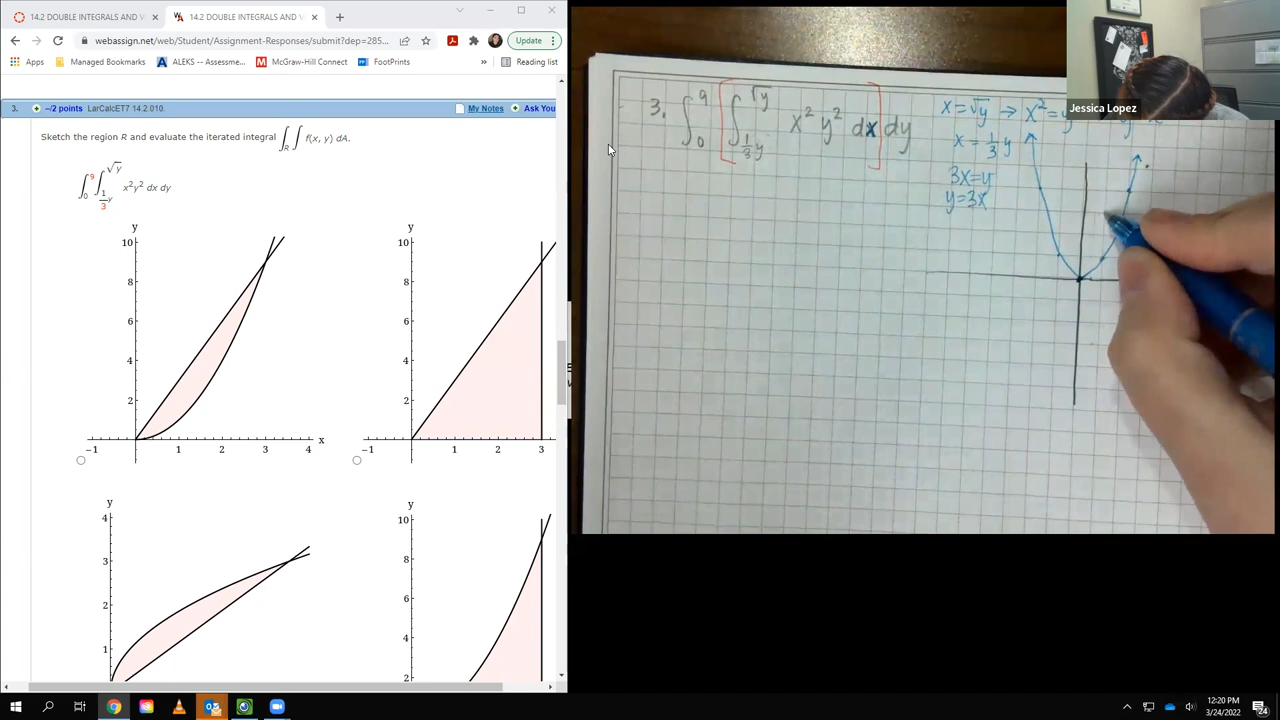 14.2 DOUBLE INTEGRALS AND V
14.2 DOUBLE INTEGRALS AND V
webassign.net/web/Student/Assignment-Responses/submit?dep=285...
Update
Apps
Managed Bookmarks
ALEKS -- Assessme...
McGraw-Hill Connect
FootPrints
Reading list
3.
−/2 points
LarCalcET7 14.2.010.
My Notes
Ask You
Sketch the region R and evaluate the iterated integral ∫_R ∫ f(x, y) dA.
∫_0^9 ∫_{1/3 y}^{√y} x²y² dx dy
y
10
8
6
4
2
−1
1
2
3
4
x
y
10
8
6
4
2
−1
1
2
3
y
4
3
2
1
y
10
8
6
4
2
3. ∫_0^9 [∫_{1/3 y}^{√y} x² y² dx] dy
x = √y → x² = y
x = 1/3 y
3x = y
y = 3x
Jessica Lopez
12:20 PM
3/24/2022
24